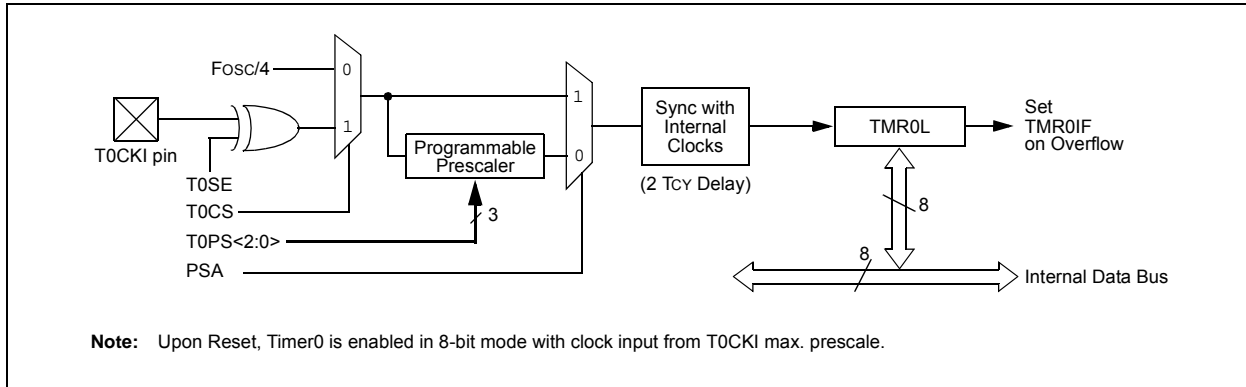 FOSC/4
0
1
T0CKI pin
T0SE
T0CS
T0PS<2:0>
PSA
Programmable
Prescaler
3
1
0
Sync with
Internal
Clocks
(2 TCY Delay)
TMR0L
Set
TMR0IF
on Overflow
8
8
Internal Data Bus
Note: Upon Reset, Timer0 is enabled in 8-bit mode with clock input from T0CKI max. prescale.